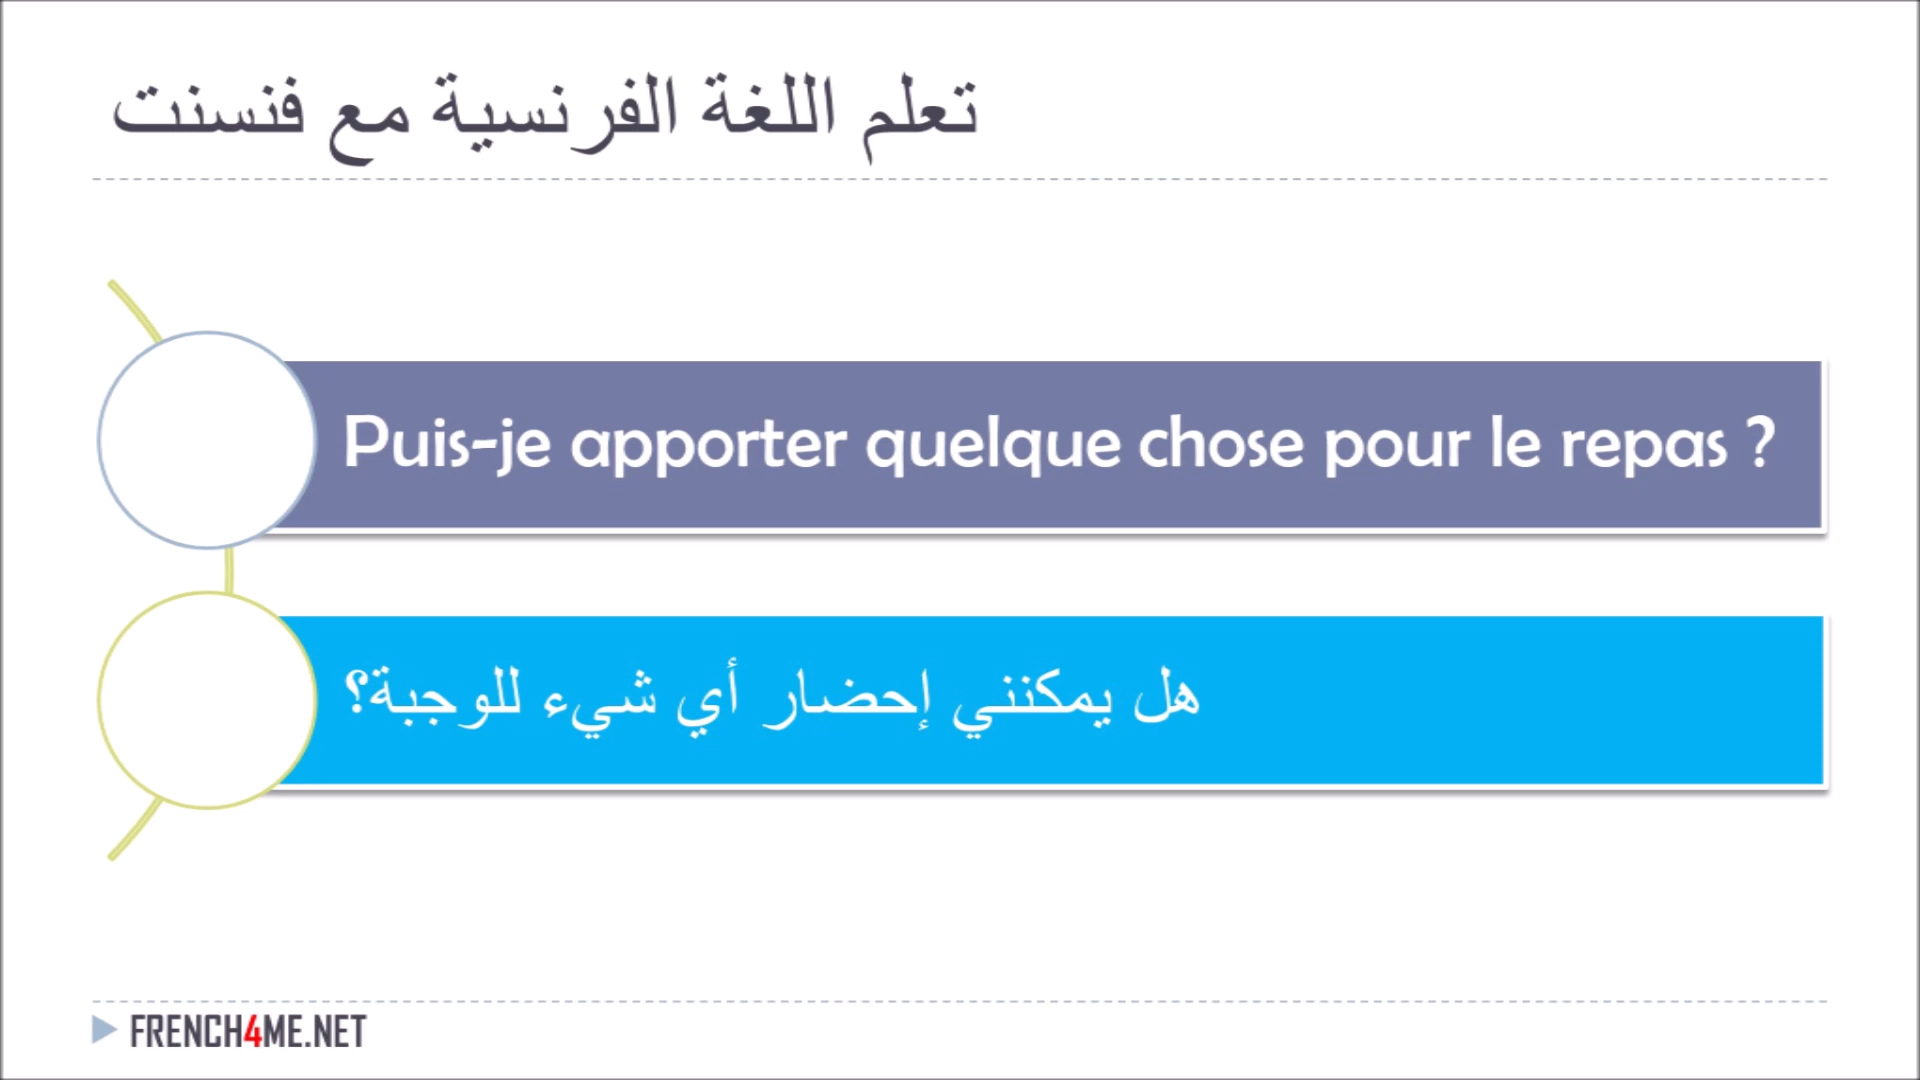 تعلم اللغة الفرنسية مع فنسنت
Puis-je apporter quelque chose pour le repas ?
هل يمكنني إحضار أي شيء للوجبة؟
FRENCH4ME.NET